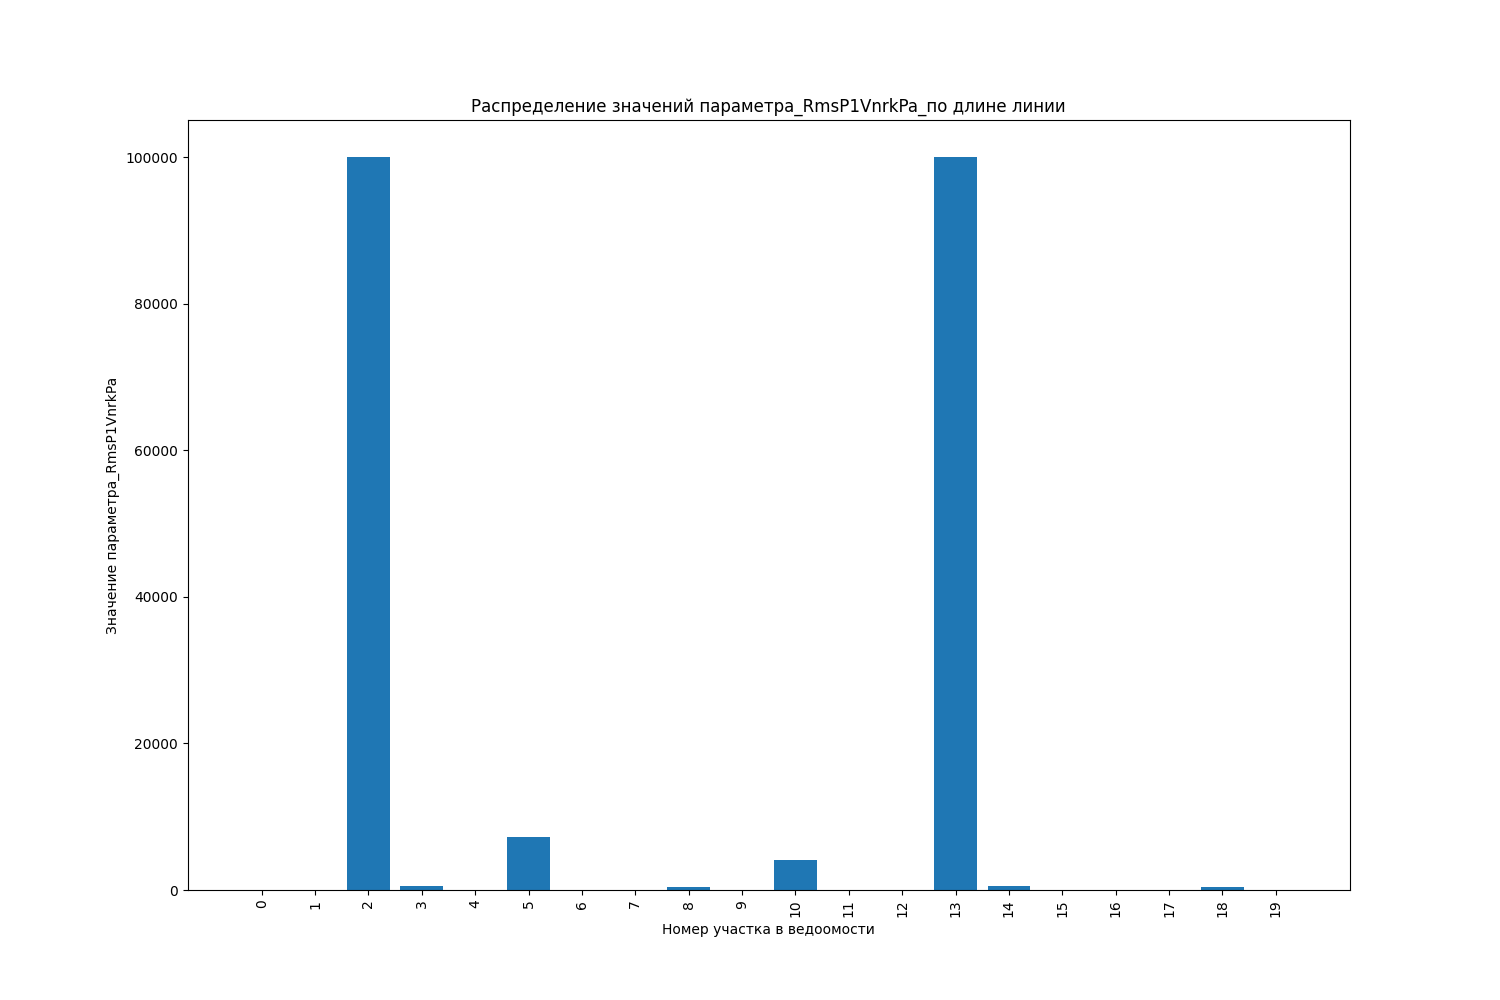 Распределение значений параметра_RmsP1VnrkPa_по длине линии
Значение параметра_RmsP1VnrkPa
100000
80000
60000
40000
20000
0
0 1 2 3 4 5 6 7 8 9 10 11 12 13 14 15 16 17 18 19
Номер участка в ведоомости